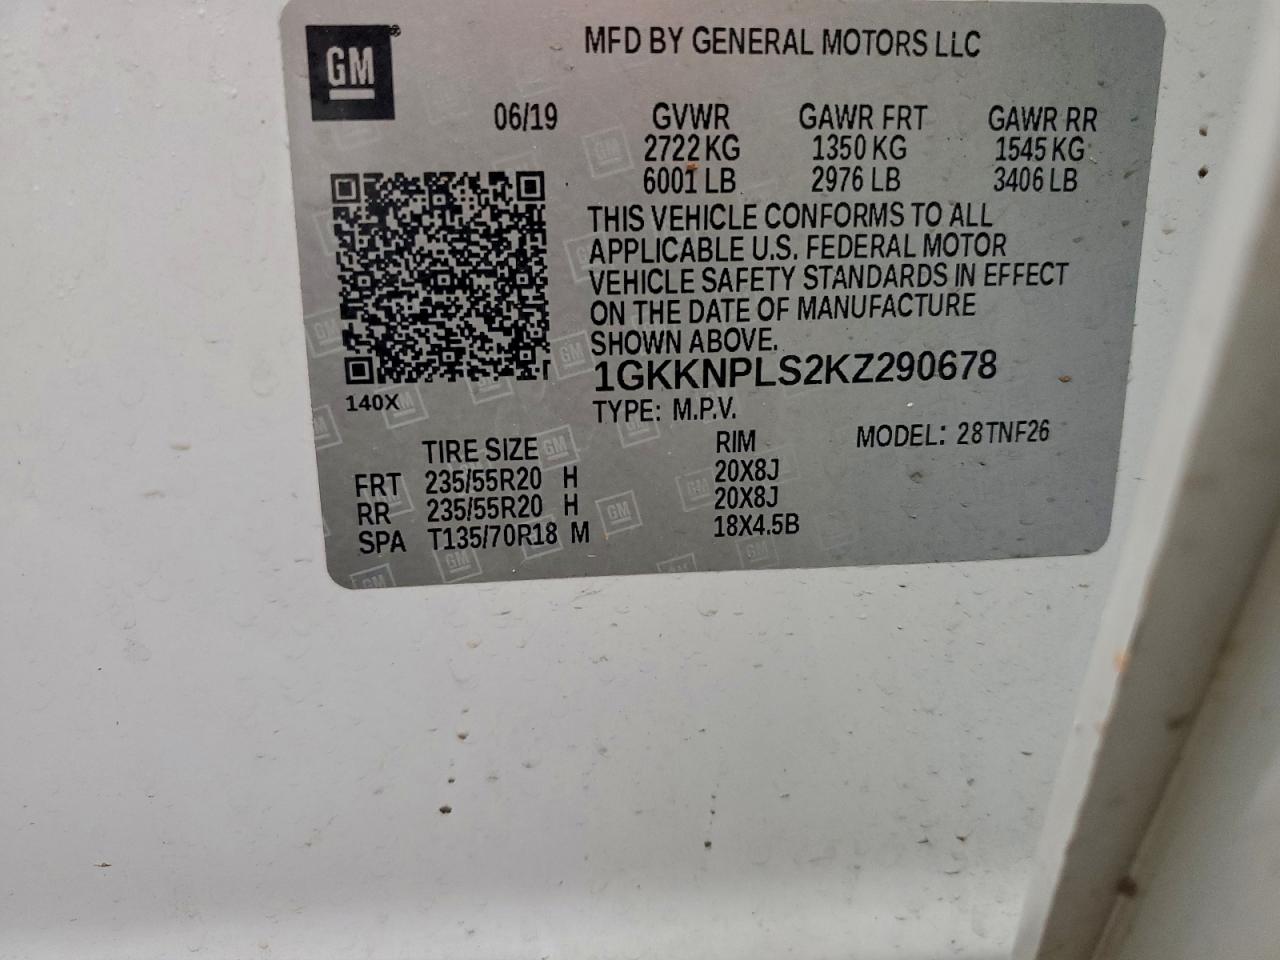 GM®
MFD BY GENERAL MOTORS LLC
06/19 GVWR GAWR FRT GAWR RR
2722 KG 1350 KG 1545 KG
6001 LB 2976 LB 3406 LB
THIS VEHICLE CONFORMS TO ALL
APPLICABLE U.S. FEDERAL MOTOR
VEHICLE SAFETY STANDARDS IN EFFECT
ON THE DATE OF MANUFACTURE
SHOWN ABOVE.
1GKKNPLS2KZ290678
140X
TYPE: M.P.V.
MODEL: 28TNF26
TIRE SIZE RIM
FRT 235/55R20 H 20X8J
RR 235/55R20 H 20X8J
SPA T135/70R18 M 18X4.5B